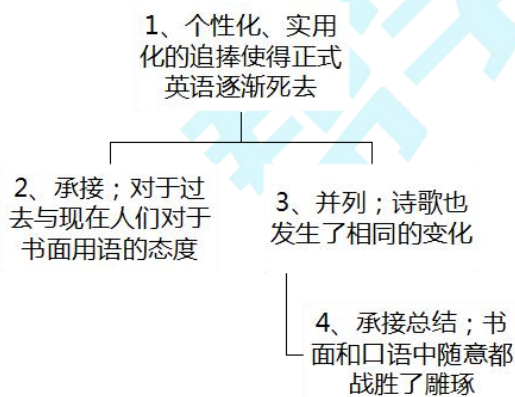 1、个性化、实用
化的追捧使得正式
英语逐渐死去
2、承接；对于过
去与现在人们对于
书面用语的态度
3、并列；诗歌也
发生了相同的变化
4、承接总结；书
面和口语中随意都
战胜了雕琢